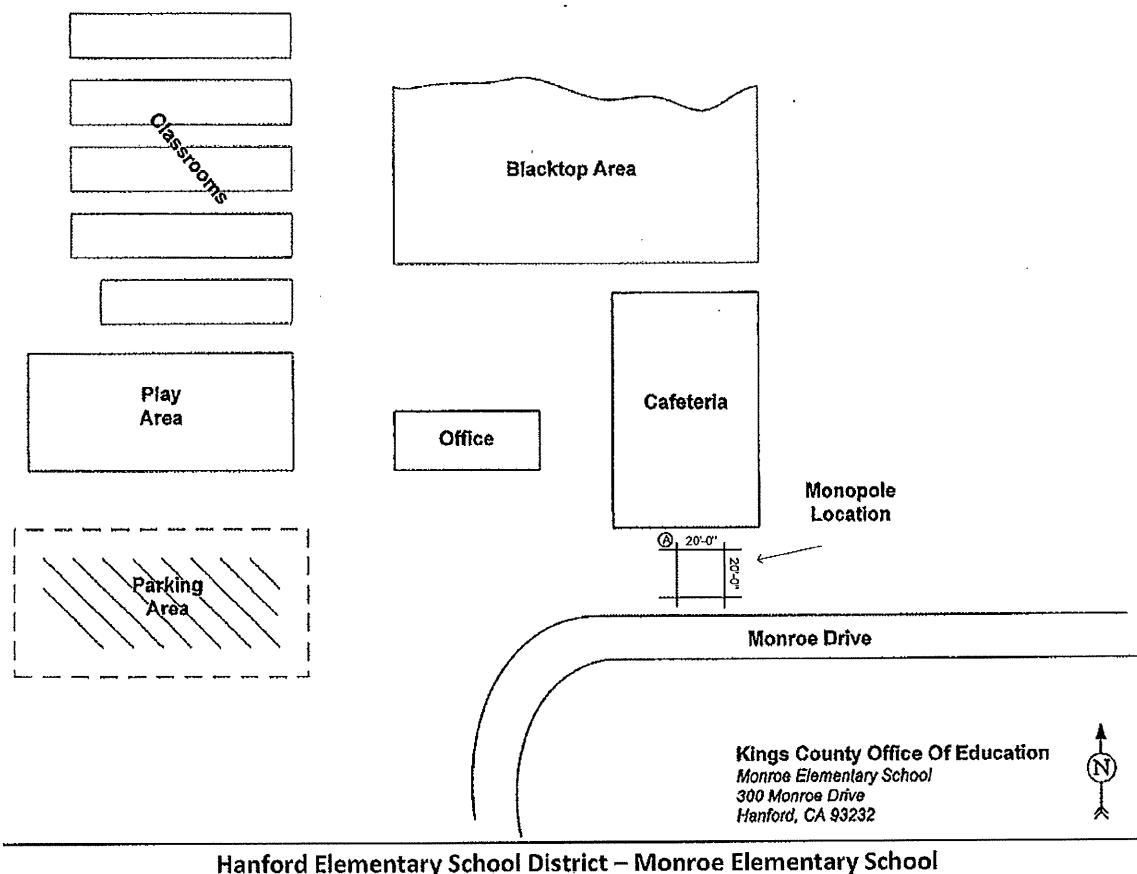 Classrooms
Blacktop Area
Play
Area
Office
Cafeteria
Monopole
Location
A 20'-0"
20'-0"
Parking
Area
Monroe Drive
Kings County Office Of Education
Monroe Elementary School
300 Monroe Drive
Hanford, CA 93232
N
Hanford Elementary School District – Monroe Elementary School